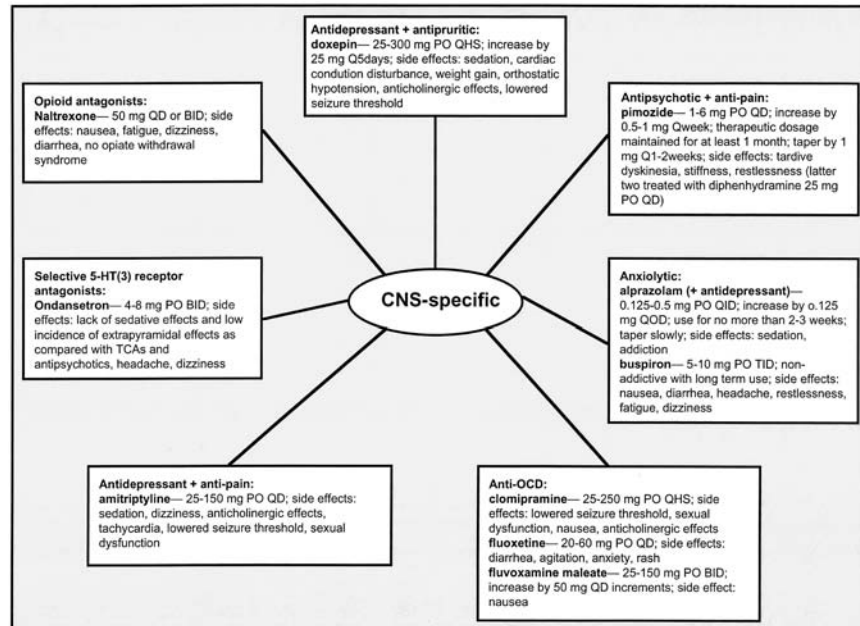 Antidepressant + antipruritic:
doxepin— 25-300 mg PO QHS; increase by
25 mg Q5days; side effects: sedation, cardiac
condution disturbance, weight gain, orthostatic
hypotension, anticholinergic effects, lowered
seizure threshold
Opioid antagonists:
Naltrexone— 50 mg QD or BID; side
effects: nausea, fatigue, dizziness,
diarrhea, no opiate withdrawal
syndrome
Antipsychotic + anti-pain:
pimozide— 1-6 mg PO QD; increase by
0.5-1 mg Qweek; therapeutic dosage
maintained for at least 1 month; taper by 1
mg Q1-2weeks; side effects: tardive
dyskinesia, stiffness, restlessness (latter
two treated with diphenhydramine 25 mg
PO QD)
Selective 5-HT(3) receptor
antagonists:
Ondansetron— 4-8 mg PO BID; side
effects: lack of sedative effects and low
incidence of extrapyramidal effects as
compared with TCAs and
antipsychotics, headache, dizziness
CNS-specific
Anxiolytic:
alprazolam (+ antidepressant)—
0.125-0.5 mg PO QID; increase by o.125
mg QOD; use for no more than 2-3 weeks;
taper slowly; side effects: sedation,
addiction
buspiron— 5-10 mg PO TID; non-
addictive with long term use; side effects:
nausea, diarrhea, headache, restlessness,
fatigue, dizziness
Antidepressant + anti-pain:
amitriptyline— 25-150 mg PO QD; side effects:
sedation, dizziness, anticholinergic effects,
tachycardia, lowered seizure threshold, sexual
dysfunction
Anti-OCD:
clomipramine— 25-250 mg PO QHS; side
effects: lowered seizure threshold, sexual
dysfunction, nausea, anticholinergic effects
fluoxetine— 20-60 mg PO QD; side effects:
diarrhea, agitation, anxiety, rash
fluvoxamine maleate— 25-150 mg PO BID;
increase by 50 mg QD increments; side effect:
nausea